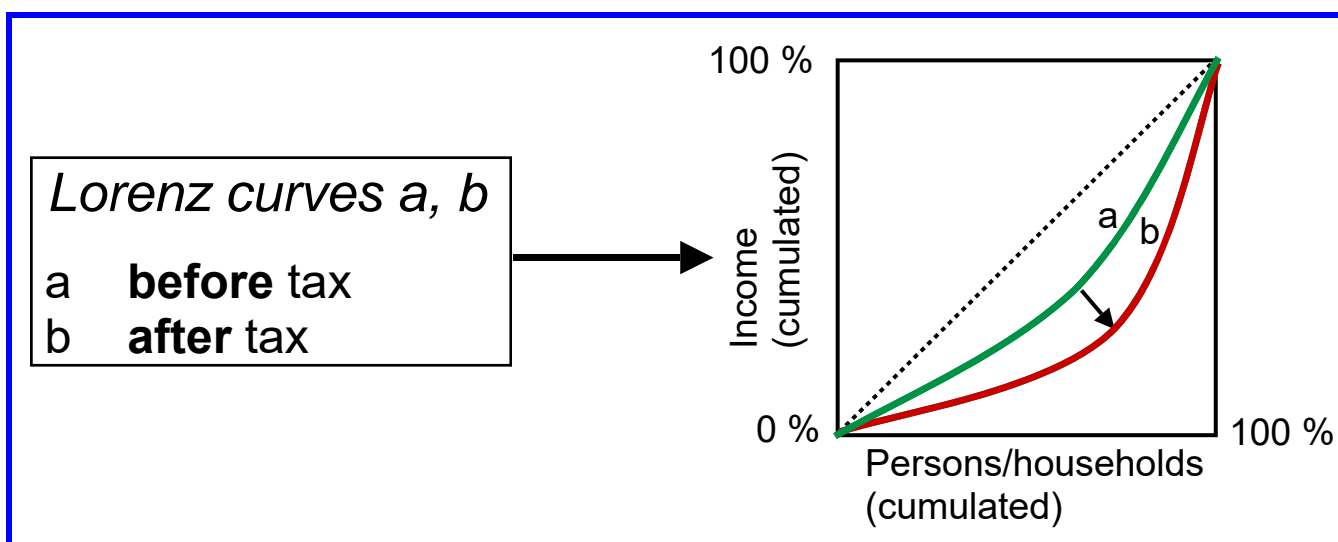 Lorenz curves a, b
a before tax
b after tax
100 %
Income
(cumulated)
a
b
0 %
100 %
Persons/households
(cumulated)